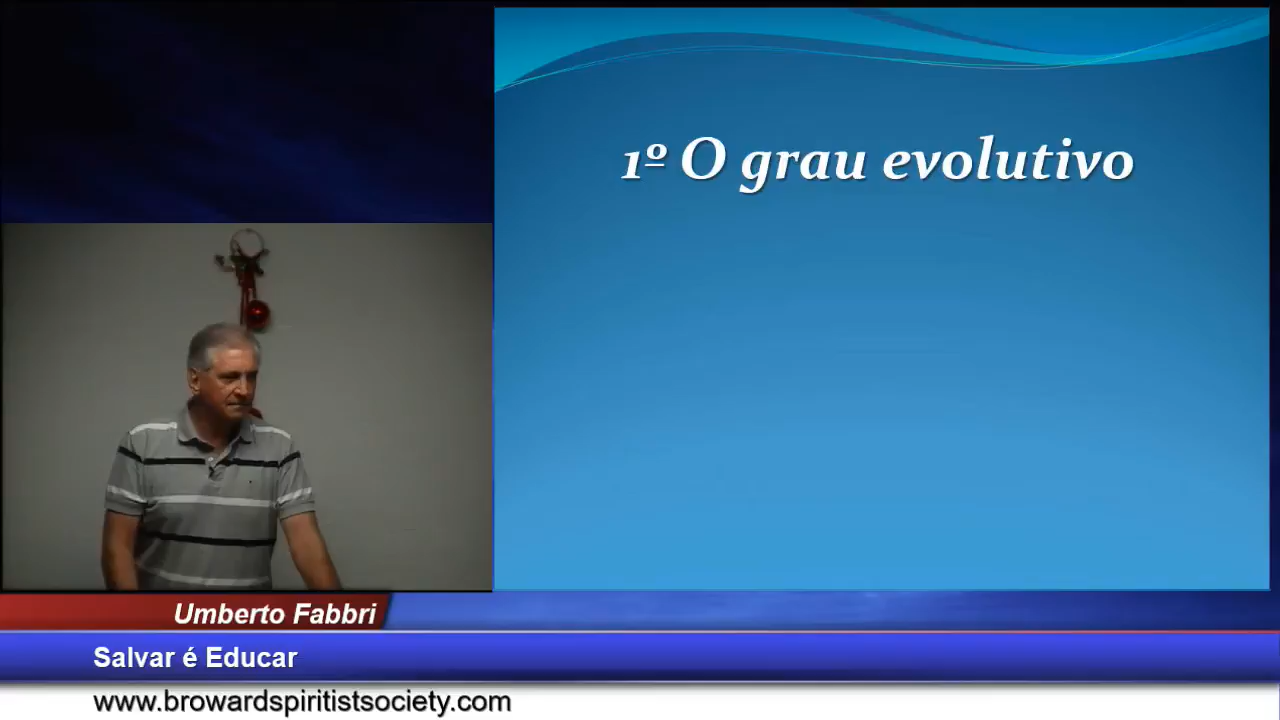 1º O grau evolutivo
Umberto Fabbri
Salvar é Educar
www.browardspiritistsociety.com